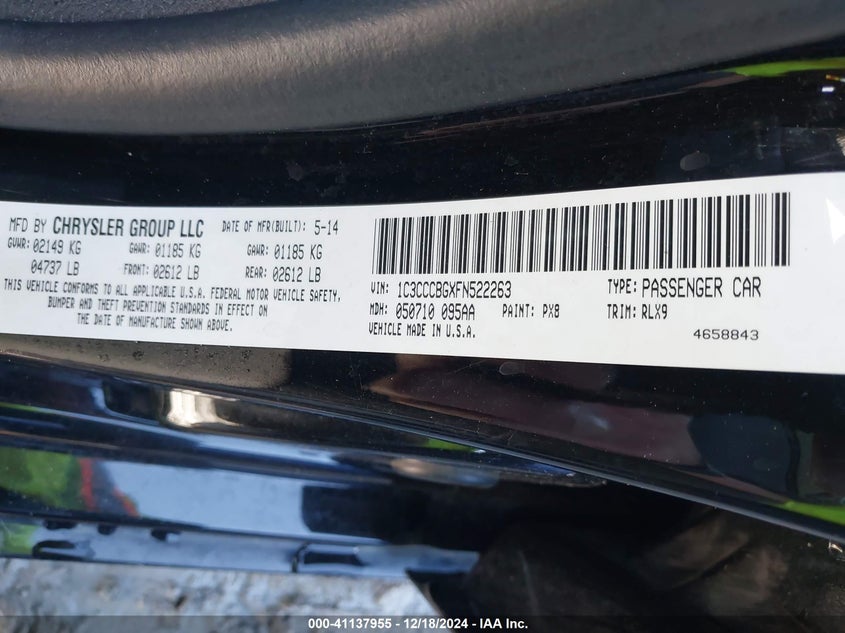 MFD BY CHRYSLER GROUP LLC DATE OF MFR(BUILT): 5-14
GVWR: 02149 KG GAWR: 01185 KG GAWR: 01185 KG
04737 LB FRONT: 02612 LB REAR: 02612 LB
THIS VEHICLE CONFORMS TO ALL APPLICABLE U.S.A. FEDERAL MOTOR VEHICLE SAFETY,
BUMPER AND THEFT PREVENTION STANDARDS IN EFFECT ON
THE DATE OF MANUFACTURE SHOWN ABOVE.
VIN: 1C3CCCBGXFN522263 TYPE: PASSENGER CAR
MDH: 050710 095AA PAINT: PX8 TRIM: RLX9
VEHICLE MADE IN U.S.A.
4658843
000-41137955 - 12/18/2024 - IAA Inc.